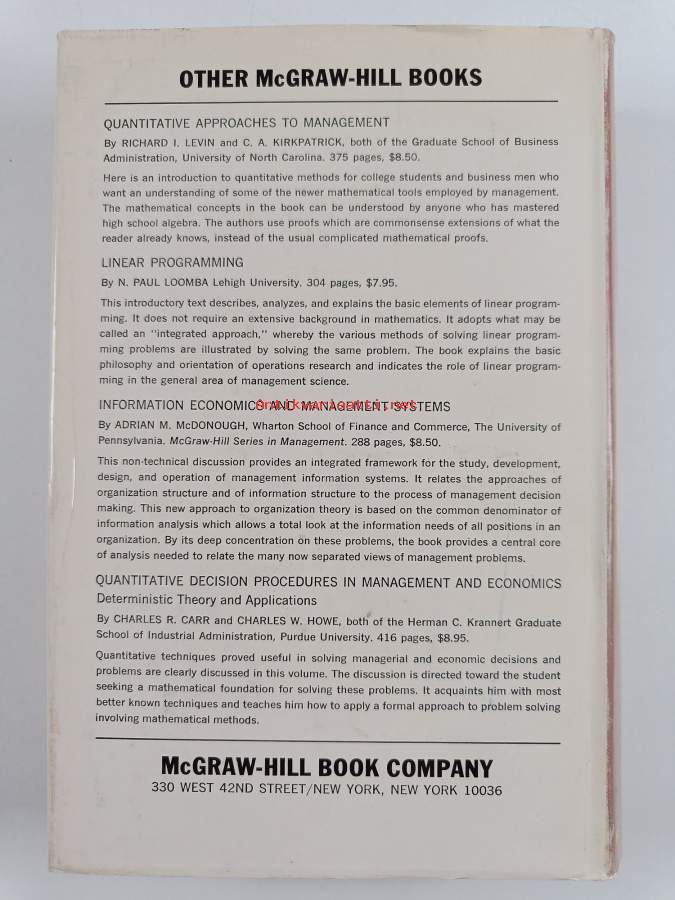 OTHER McGRAW-HILL BOOKS
QUANTITATIVE APPROACHES TO MANAGEMENT
By RICHARD I. LEVIN and C. A. KIRKPATRICK, both of the Graduate School of Business
Administration, University of North Carolina. 375 pages, $8.50.
Here is an introduction to quantitative methods for college students and business men who
want an understanding of some of the newer mathematical tools employed by management.
The mathematical concepts in the book can be understood by anyone who has mastered
high school algebra. The authors use proofs which are commonsense extensions of what the
reader already knows, instead of the usual complicated mathematical proofs.
LINEAR PROGRAMMING
By N. PAUL LOOMBA Lehigh University. 304 pages, $7.95.
This introductory text describes, analyzes, and explains the basic elements of linear program-
ming. It does not require an extensive background in mathematics. It adopts what may be
called an "integrated approach," whereby the various methods of solving linear program-
ming problems are illustrated by solving the same problem. The book explains the basic
philosophy and orientation of operations research and indicates the role of linear program-
ming in the general area of management science.
INFORMATION ECONOMICS AND MANAGEMENT SYSTEMS
By ADRIAN M. McDONOUGH, Wharton School of Finance and Commerce, The University of
Pennsylvania. McGraw-Hill Series in Management. 288 pages, $8.50.
This non-technical discussion provides an integrated framework for the study, development,
design, and operation of management information systems. It relates the approaches of
organization structure and of information structure to the process of management decision
making. This new approach to organization theory is based on the common denominator of
information analysis which allows a total look at the information needs of all positions in an
organization. By its deep concentration on these problems, the book provides a central core
of analysis needed to relate the many now separated views of management problems.
QUANTITATIVE DECISION PROCEDURES IN MANAGEMENT AND ECONOMICS
Deterministic Theory and Applications
By CHARLES R. CARR and CHARLES W. HOWE, both of the Herman C. Krannert Graduate
School of Industrial Administration, Purdue University. 416 pages, $8.95.
Quantitative techniques proved useful in solving managerial and economic decisions and
problems are clearly discussed in this volume. The discussion is directed toward the student
seeking a mathematical foundation for solving these problems. It acquaints him with most
better known techniques and teaches him how to apply a formal approach to problem solving
involving mathematical methods.
McGRAW-HILL BOOK COMPANY
330 WEST 42ND STREET/NEW YORK, NEW YORK 10036